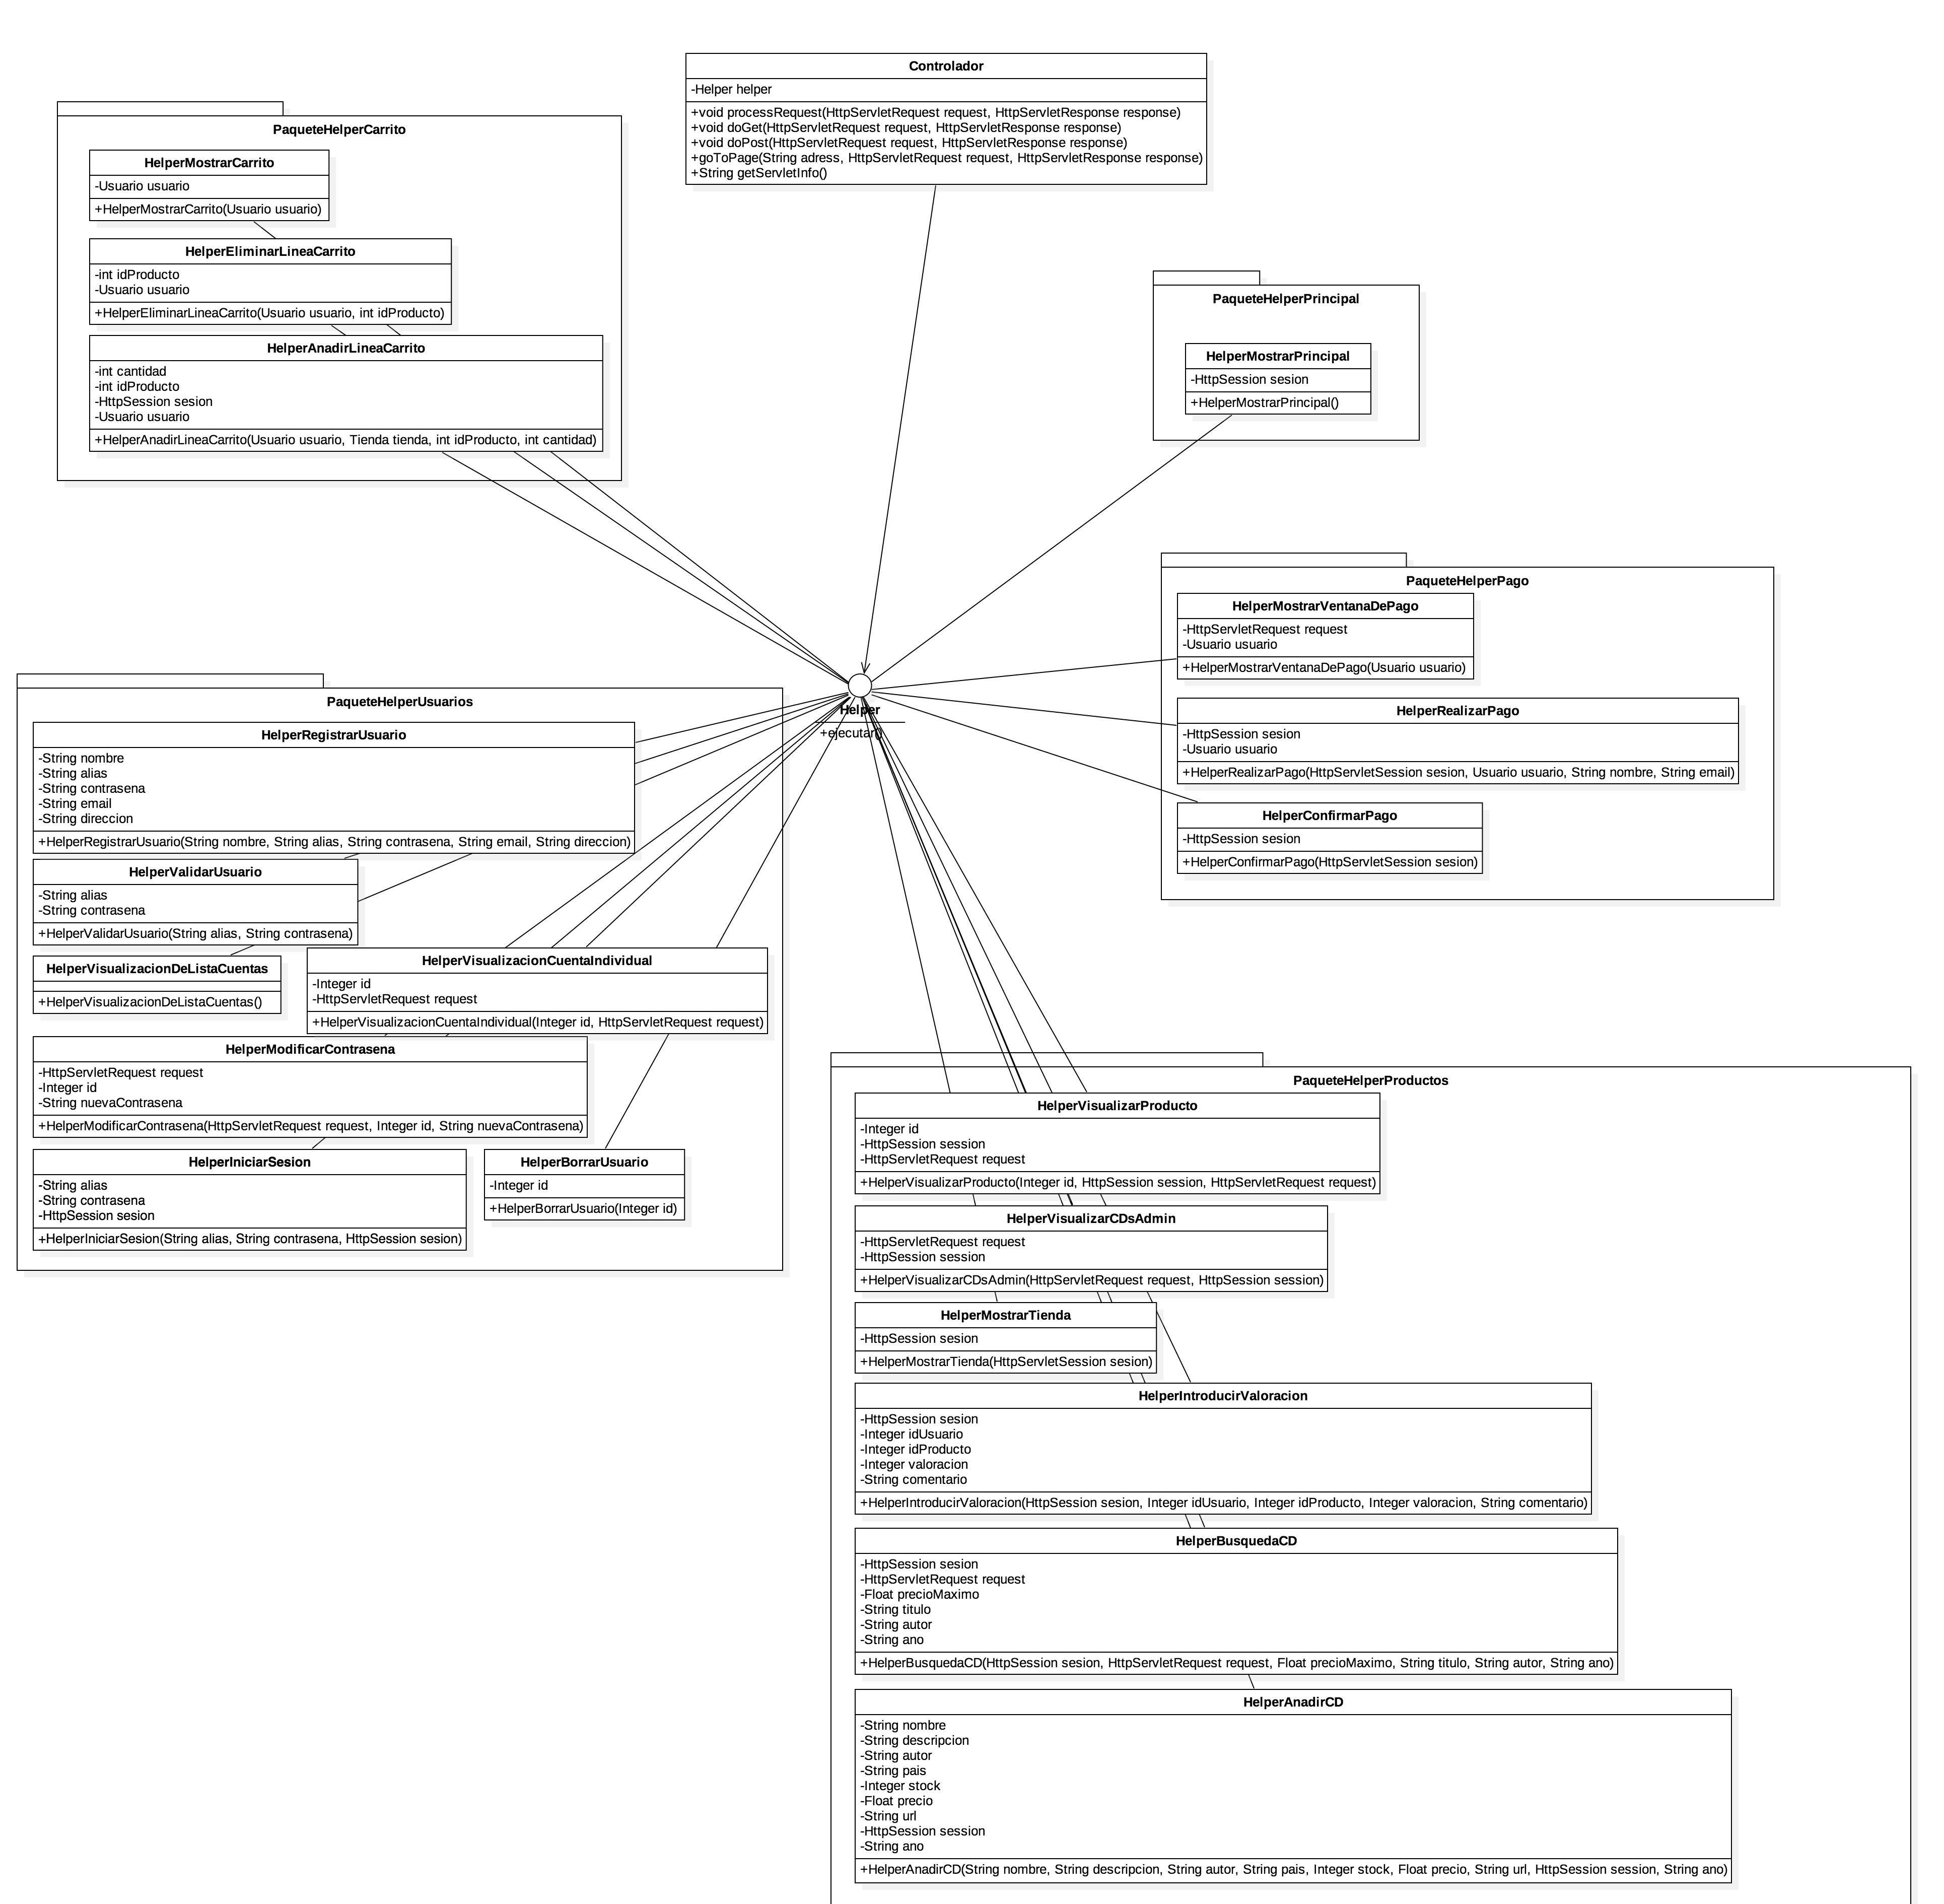 Controlador
-Helper helper
+void processRequest(HttpServletRequest request, HttpServletResponse response)
+void doGet(HttpServletRequest request, HttpServletResponse response)
+void doPost(HttpServletRequest request, HttpServletResponse response)
+goToPage(String adress, HttpServletRequest request, HttpServletResponse response)
+String getServletInfo()
PaqueteHelperCarrito
HelperMostrarCarrito
-Usuario usuario
+HelperMostrarCarrito(Usuario usuario)
HelperEliminarLineaCarrito
-int idProducto
-Usuario usuario
+HelperEliminarLineaCarrito(Usuario usuario, int idProducto)
HelperAnadirLineaCarrito
-int cantidad
-int idProducto
-HttpSession sesion
-Usuario usuario
+HelperAnadirLineaCarrito(Usuario usuario, Tienda tienda, int idProducto, int cantidad)
PaqueteHelperPrincipal
HelperMostrarPrincipal
-HttpSession sesion
+HelperMostrarPrincipal()
PaqueteHelperPago
HelperMostrarVentanaDePago
-HttpServletRequest request
-Usuario usuario
+HelperMostrarVentanaDePago(Usuario usuario)
HelperRealizarPago
-HttpSession sesion
-Usuario usuario
+HelperRealizarPago(HttpServletSession sesion, Usuario usuario, String nombre, String email)
HelperConfirmarPago
-HttpSession sesion
+HelperConfirmarPago(HttpServletSession sesion)
Helper
+ejecutar()
PaqueteHelperUsuarios
HelperRegistrarUsuario
-String nombre
-String alias
-String contrasena
-String email
-String direccion
+HelperRegistrarUsuario(String nombre, String alias, String contrasena, String email, String direccion)
HelperValidarUsuario
-String alias
-String contrasena
+HelperValidarUsuario(String alias, String contrasena)
HelperVisualizacionDeListaCuentas
+HelperVisualizacionDeListaCuentas()
HelperVisualizacionCuentaIndividual
-Integer id
-HttpServletRequest request
+HelperVisualizacionCuentaIndividual(Integer id, HttpServletRequest request)
HelperModificarContrasena
-HttpServletRequest request
-Integer id
-String nuevaContrasena
+HelperModificarContrasena(HttpServletRequest request, Integer id, String nuevaContrasena)
HelperIniciarSesion
-String alias
-String contrasena
-HttpSession sesion
+HelperIniciarSesion(String alias, String contrasena, HttpSession sesion)
HelperBorrarUsuario
-Integer id
+HelperBorrarUsuario(Integer id)
PaqueteHelperProductos
HelperVisualizarProducto
-Integer id
-HttpSession session
-HttpServletRequest request
+HelperVisualizarProducto(Integer id, HttpSession session, HttpServletRequest request)
HelperVisualizarCDsAdmin
-HttpServletRequest request
-HttpSession session
+HelperVisualizarCDsAdmin(HttpServletRequest request, HttpSession session)
HelperMostrarTienda
-HttpSession sesion
+HelperMostrarTienda(HttpServletSession sesion)
HelperIntroducirValoracion
-HttpSession sesion
-Integer idUsuario
-Integer idProducto
-Integer valoracion
-String comentario
+HelperIntroducirValoracion(HttpSession sesion, Integer idUsuario, Integer idProducto, Integer valoracion, String comentario)
HelperBusquedaCD
-HttpSession sesion
-HttpServletRequest request
-Float precioMaximo
-String titulo
-String autor
-String ano
+HelperBusquedaCD(HttpSession sesion, HttpServletRequest request, Float precioMaximo, String titulo, String autor, String ano)
HelperAnadirCD
-String nombre
-String descripcion
-String autor
-String pais
-Integer stock
-Float precio
-String url
-HttpSession session
-String ano
+HelperAnadirCD(String nombre, String descripcion, String autor, String pais, Integer stock, Float precio, String url, HttpSession session, String ano)